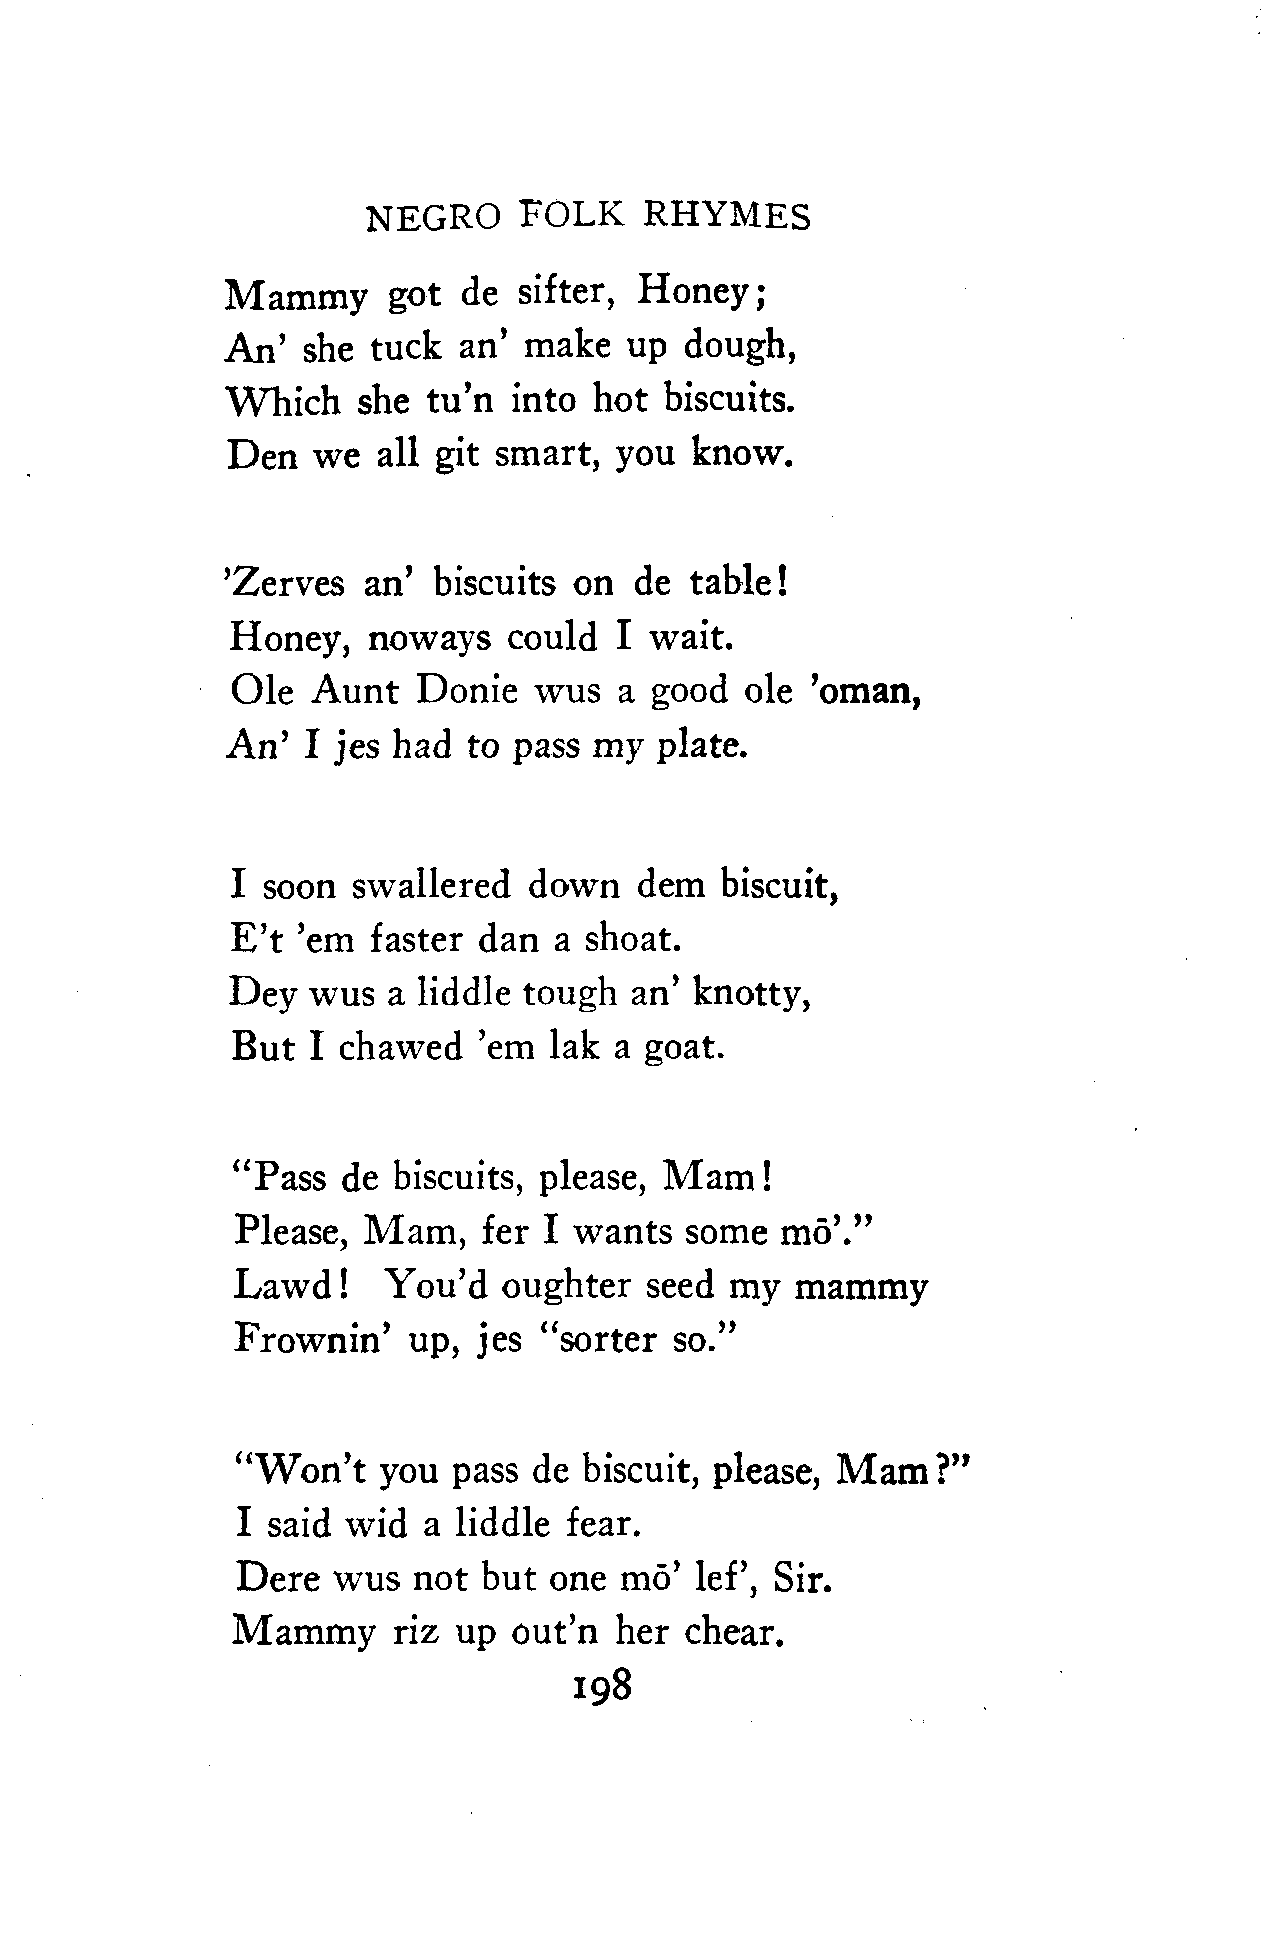 NEGRO FOLK RHYMES
Mammy got de sifter, Honey;
An' she tuck an' make up dough,
Which she tu'n into hot biscuits.
Den we all git smart, you know.
'Zerves an' biscuits on de table!
Honey, noways could I wait.
Ole Aunt Donie wus a good ole 'oman,
An' I jes had to pass my plate.
I soon swallered down dem biscuit,
E't 'em faster dan a shoat.
Dey wus a liddle tough an' knotty,
But I chawed 'em lak a goat.
"Pass de biscuits, please, Mam!
Please, Mam, fer I wants some mō'."
Lawd! You'd oughter seed my mammy
Frownin' up, jes "sorter so."
"Won't you pass de biscuit, please, Mam?"
I said wid a liddle fear.
Dere wus not but one mō' lef', Sir.
Mammy riz up out'n her chear.
198